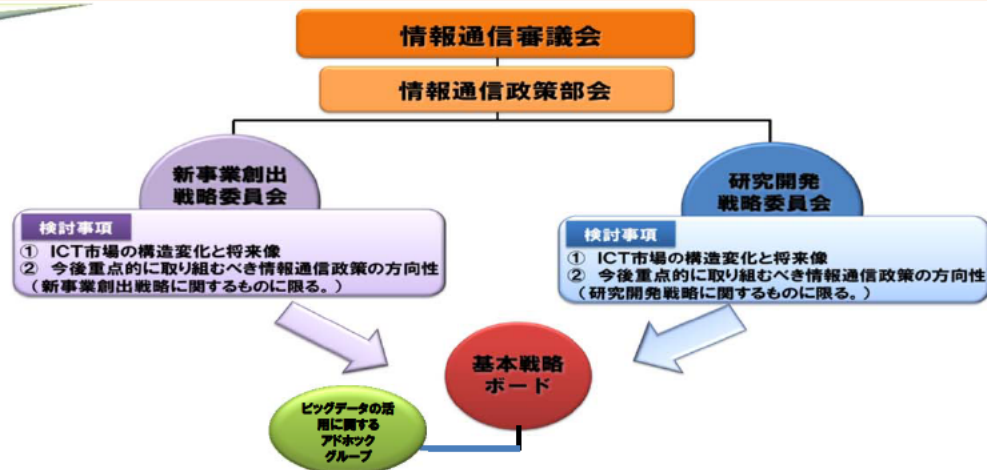 情報通信審議会
情報通信政策部会
新事業創出
戦略委員会
検討事項
① ICT市場の構造変化と将来像
② 今後重点的に取り組むべき情報通信政策の方向性
(新事業創出戦略に関するものに限る。)
研究開発
戦略委員会
検討事項
① ICT市場の構造変化と将来像
② 今後重点的に取り組むべき情報通信政策の方向性
(研究開発戦略に関するものに限る。)
基本戦略
ボード
ビッグデータの活
用に関する
アドホック
グループ